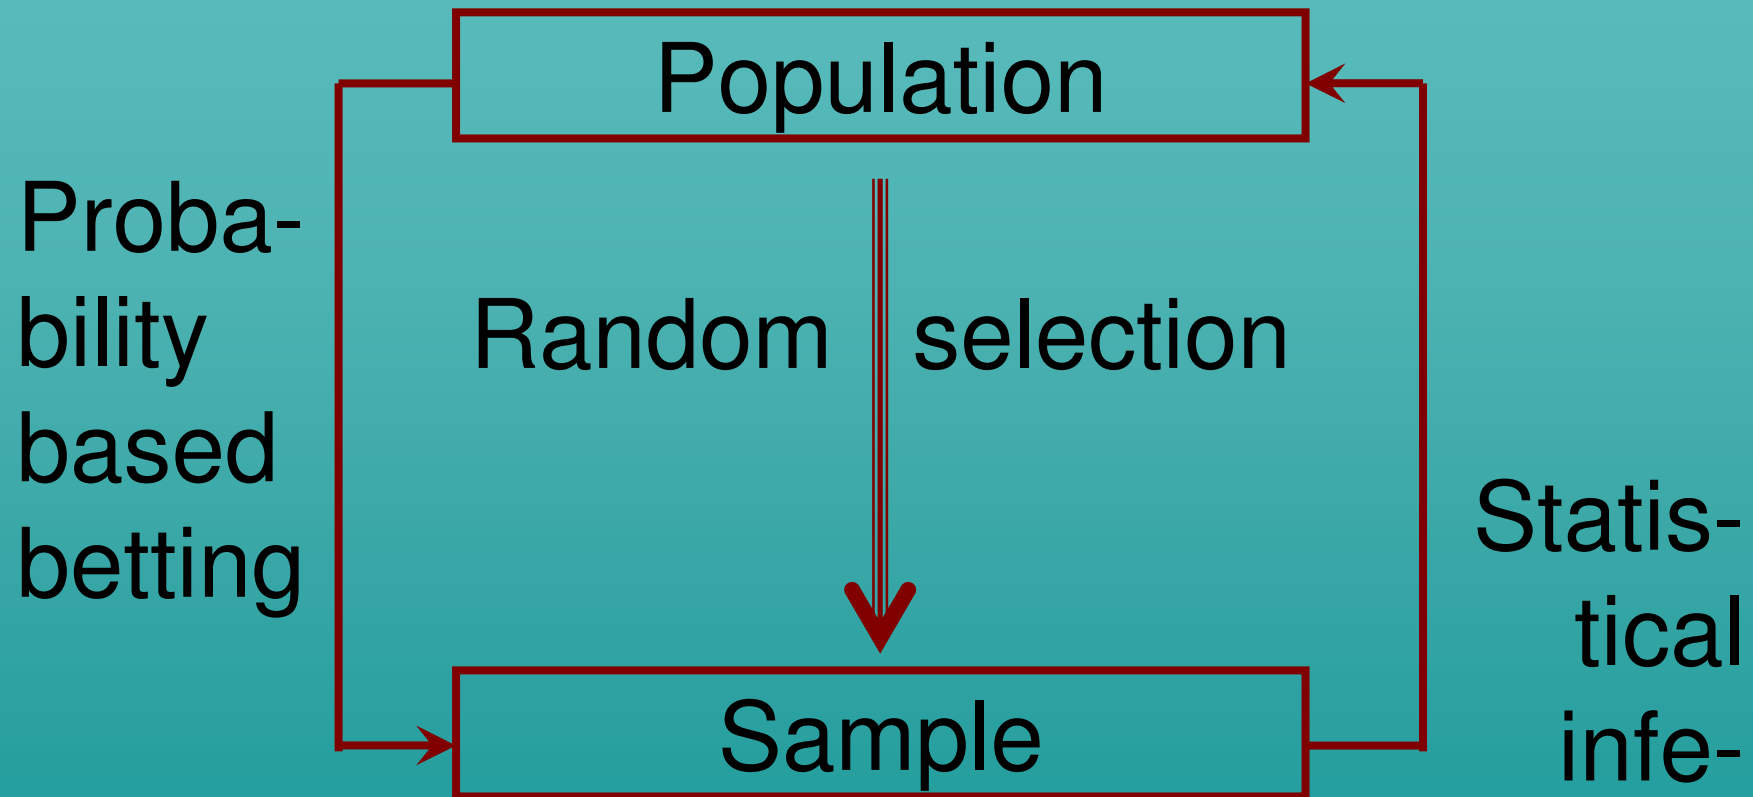 Population
Proba-
bility
based
betting
Random selection
Statis-
tical
infe-
Sample